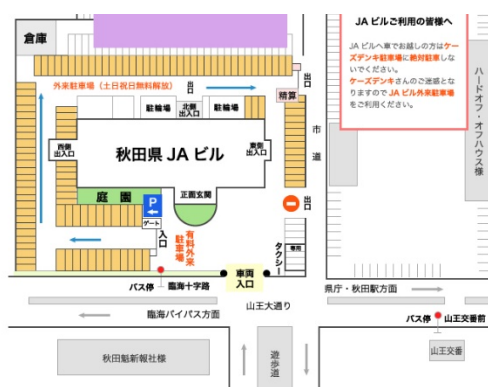 倉庫
JAビルご利用の皆様へ
JAビルへ車でお越しの方はケー
ズデンキ駐車場に絶対駐車しな
いでください。
ケーズデンキさんのご迷惑とな
りますのでJAビル外来駐車場
をご利用ください。
ハードオフ・オフハウス様
外来駐車場(土日祝日無料解放)
出口
出口
精算
駐輪場
北側
出入口
駐輪場
市道
西側
出入口
秋田県JAビル
東側
出入口
庭園
正面玄関
P
ゲート
入口
有料外来
駐車場
出口
タクシー
専用
バス停
臨海十字路
車両
入口
県庁・秋田駅方面
山王大通り
臨海バイパス方面
バス停
山王交番前
秋田魁新報社様
遊歩道
山王交番